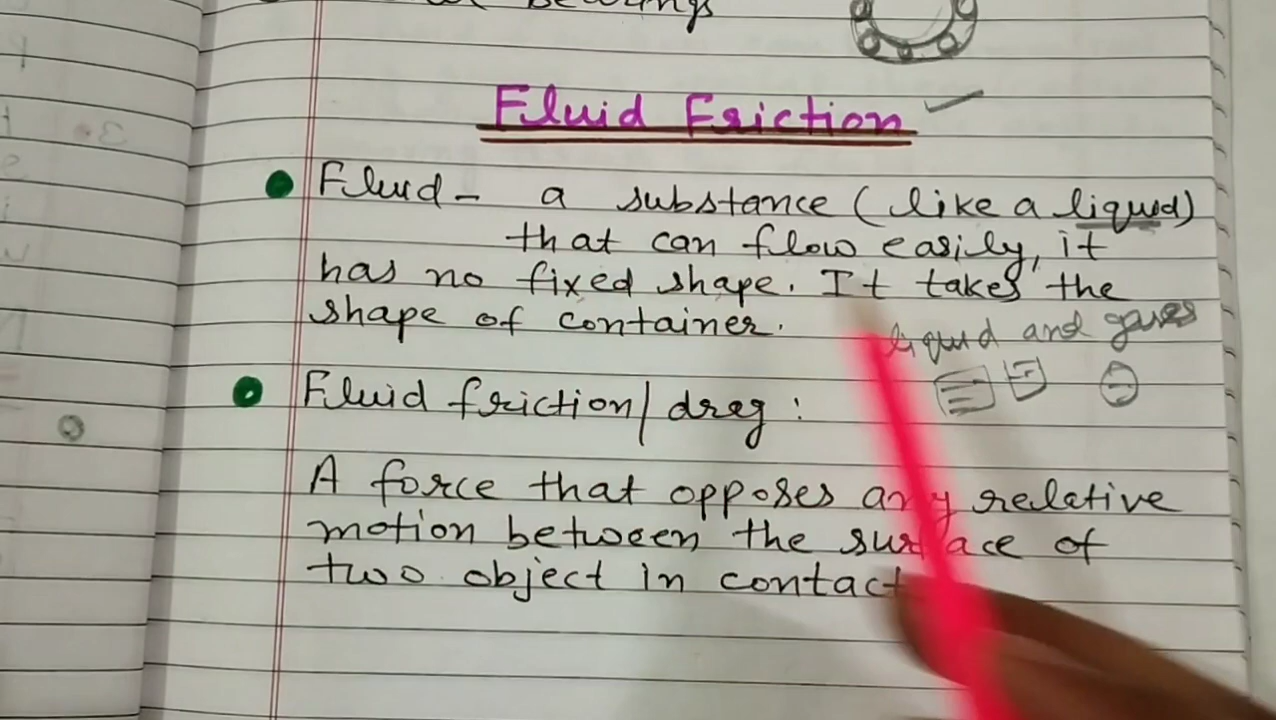 Bearings
Fluid Friction
Fluid - a substance (like a liquid)
that can flow easily, it
has no fixed shape. It takes the
shape of container.
liquid and gases
Fluid friction/drag:
A force that opposes any relative
motion between the surface of
two object in contact